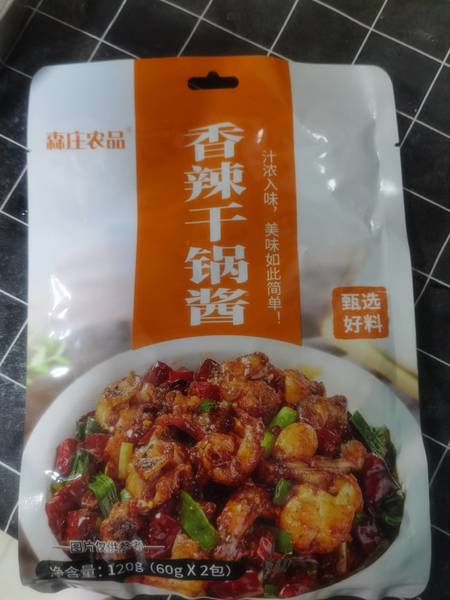 森庄农品
香辣干锅酱
汁浓入味，美味如此简单！
甄选
好料
图片仅供参考
净含量：120g（60g X 2包）